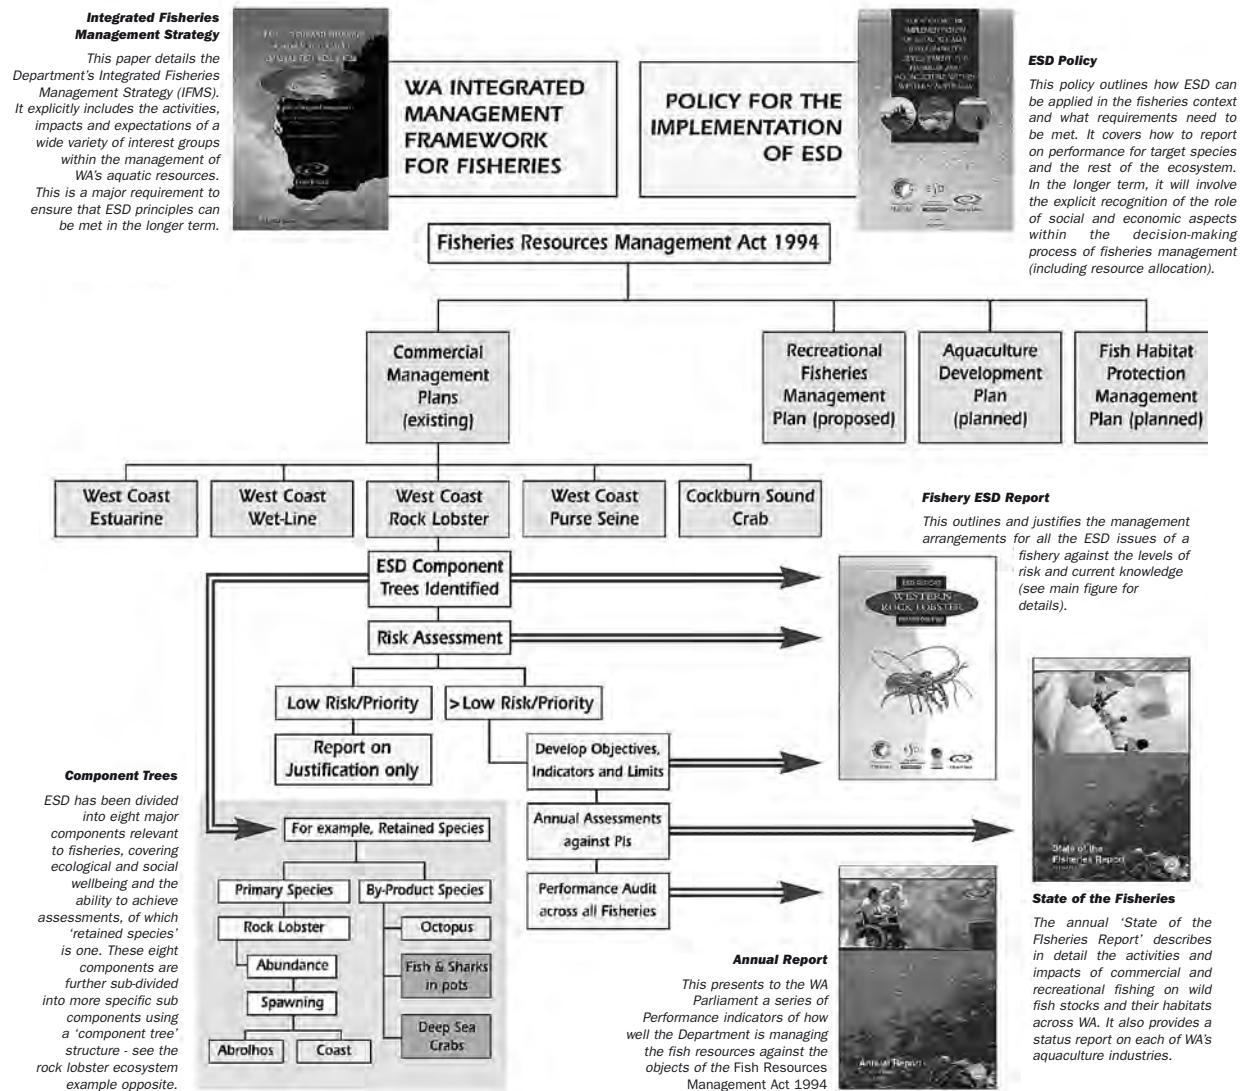 Integrated Fisheries
Management Strategy
This paper details the
Department's Integrated Fisheries
Management Strategy (IFMS).
It explicitly includes the activities,
impacts and expectations of a
wide variety of interest groups
within the management of
WA's aquatic resources.
This is a major requirement to
ensure that ESD principles can
be met in the longer term.
WA INTEGRATED
MANAGEMENT
FRAMEWORK
FOR FISHERIES
POLICY FOR THE
IMPLEMENTATION
OF ESD
ESD Policy
This policy outlines how ESD can
be applied in the fisheries context
and what requirements need to
be met. It covers how to report
on performance for target species
and the rest of the ecosystem.
In the longer term, it will involve
the explicit recognition of the role
of social and economic aspects
within the decision-making
process of fisheries management
(including resource allocation).
Fisheries Resources Management Act 1994
Commercial
Management
Plans
(existing)
Recreational
Fisheries
Management
Plan (proposed)
Aquaculture
Development
Plan
(planned)
Fish Habitat
Protection
Management
Plan (planned)
West Coast
Estuarine
West Coast
Wet-Line
West Coast
Rock Lobster
West Coast
Purse Seine
Cockburn Sound
Crab
Fishery ESD Report
This outlines and justifies the management
arrangements for all the ESD issues of a
fishery against the levels of
risk and current knowledge
(see main figure for
details).
ESD Component
Trees Identified
Risk Assessment
WESTERN
ROCK LOBSTER
Low Risk/Priority
>Low Risk/Priority
Report on
Justification only
Develop Objectives,
Indicators and Limits
Annual Assessments
against PIs
Performance Audit
across all Fisheries
Component Trees
ESD has been divided
into eight major
components relevant
to fisheries, covering
ecological and social
wellbeing and the
ability to achieve
assessments, of which
'retained species'
is one. These eight
components are
further sub-divided
into more specific sub
components using
a 'component tree'
structure - see the
rock lobster ecosystem
example opposite.
For example, Retained Species
Primary Species
By-Product Species
Rock Lobster
Octopus
Abundance
Fish & Sharks
in pots
Spawning
Deep Sea
Crabs
Abrolhos
Coast
State of the
Fisheries Report
State of the Fisheries
The annual 'State of the
FIsheries Report' describes
in detail the activities and
impacts of commercial and
recreational fishing on wild
fish stocks and their habitats
across WA. It also provides a
status report on each of WA's
aquaculture industries.
Annual Report
This presents to the WA
Parliament a series of
Performance indicators of how
well the Department is managing
the fish resources against the
objects of the Fish Resources
Management Act 1994
Annual Report